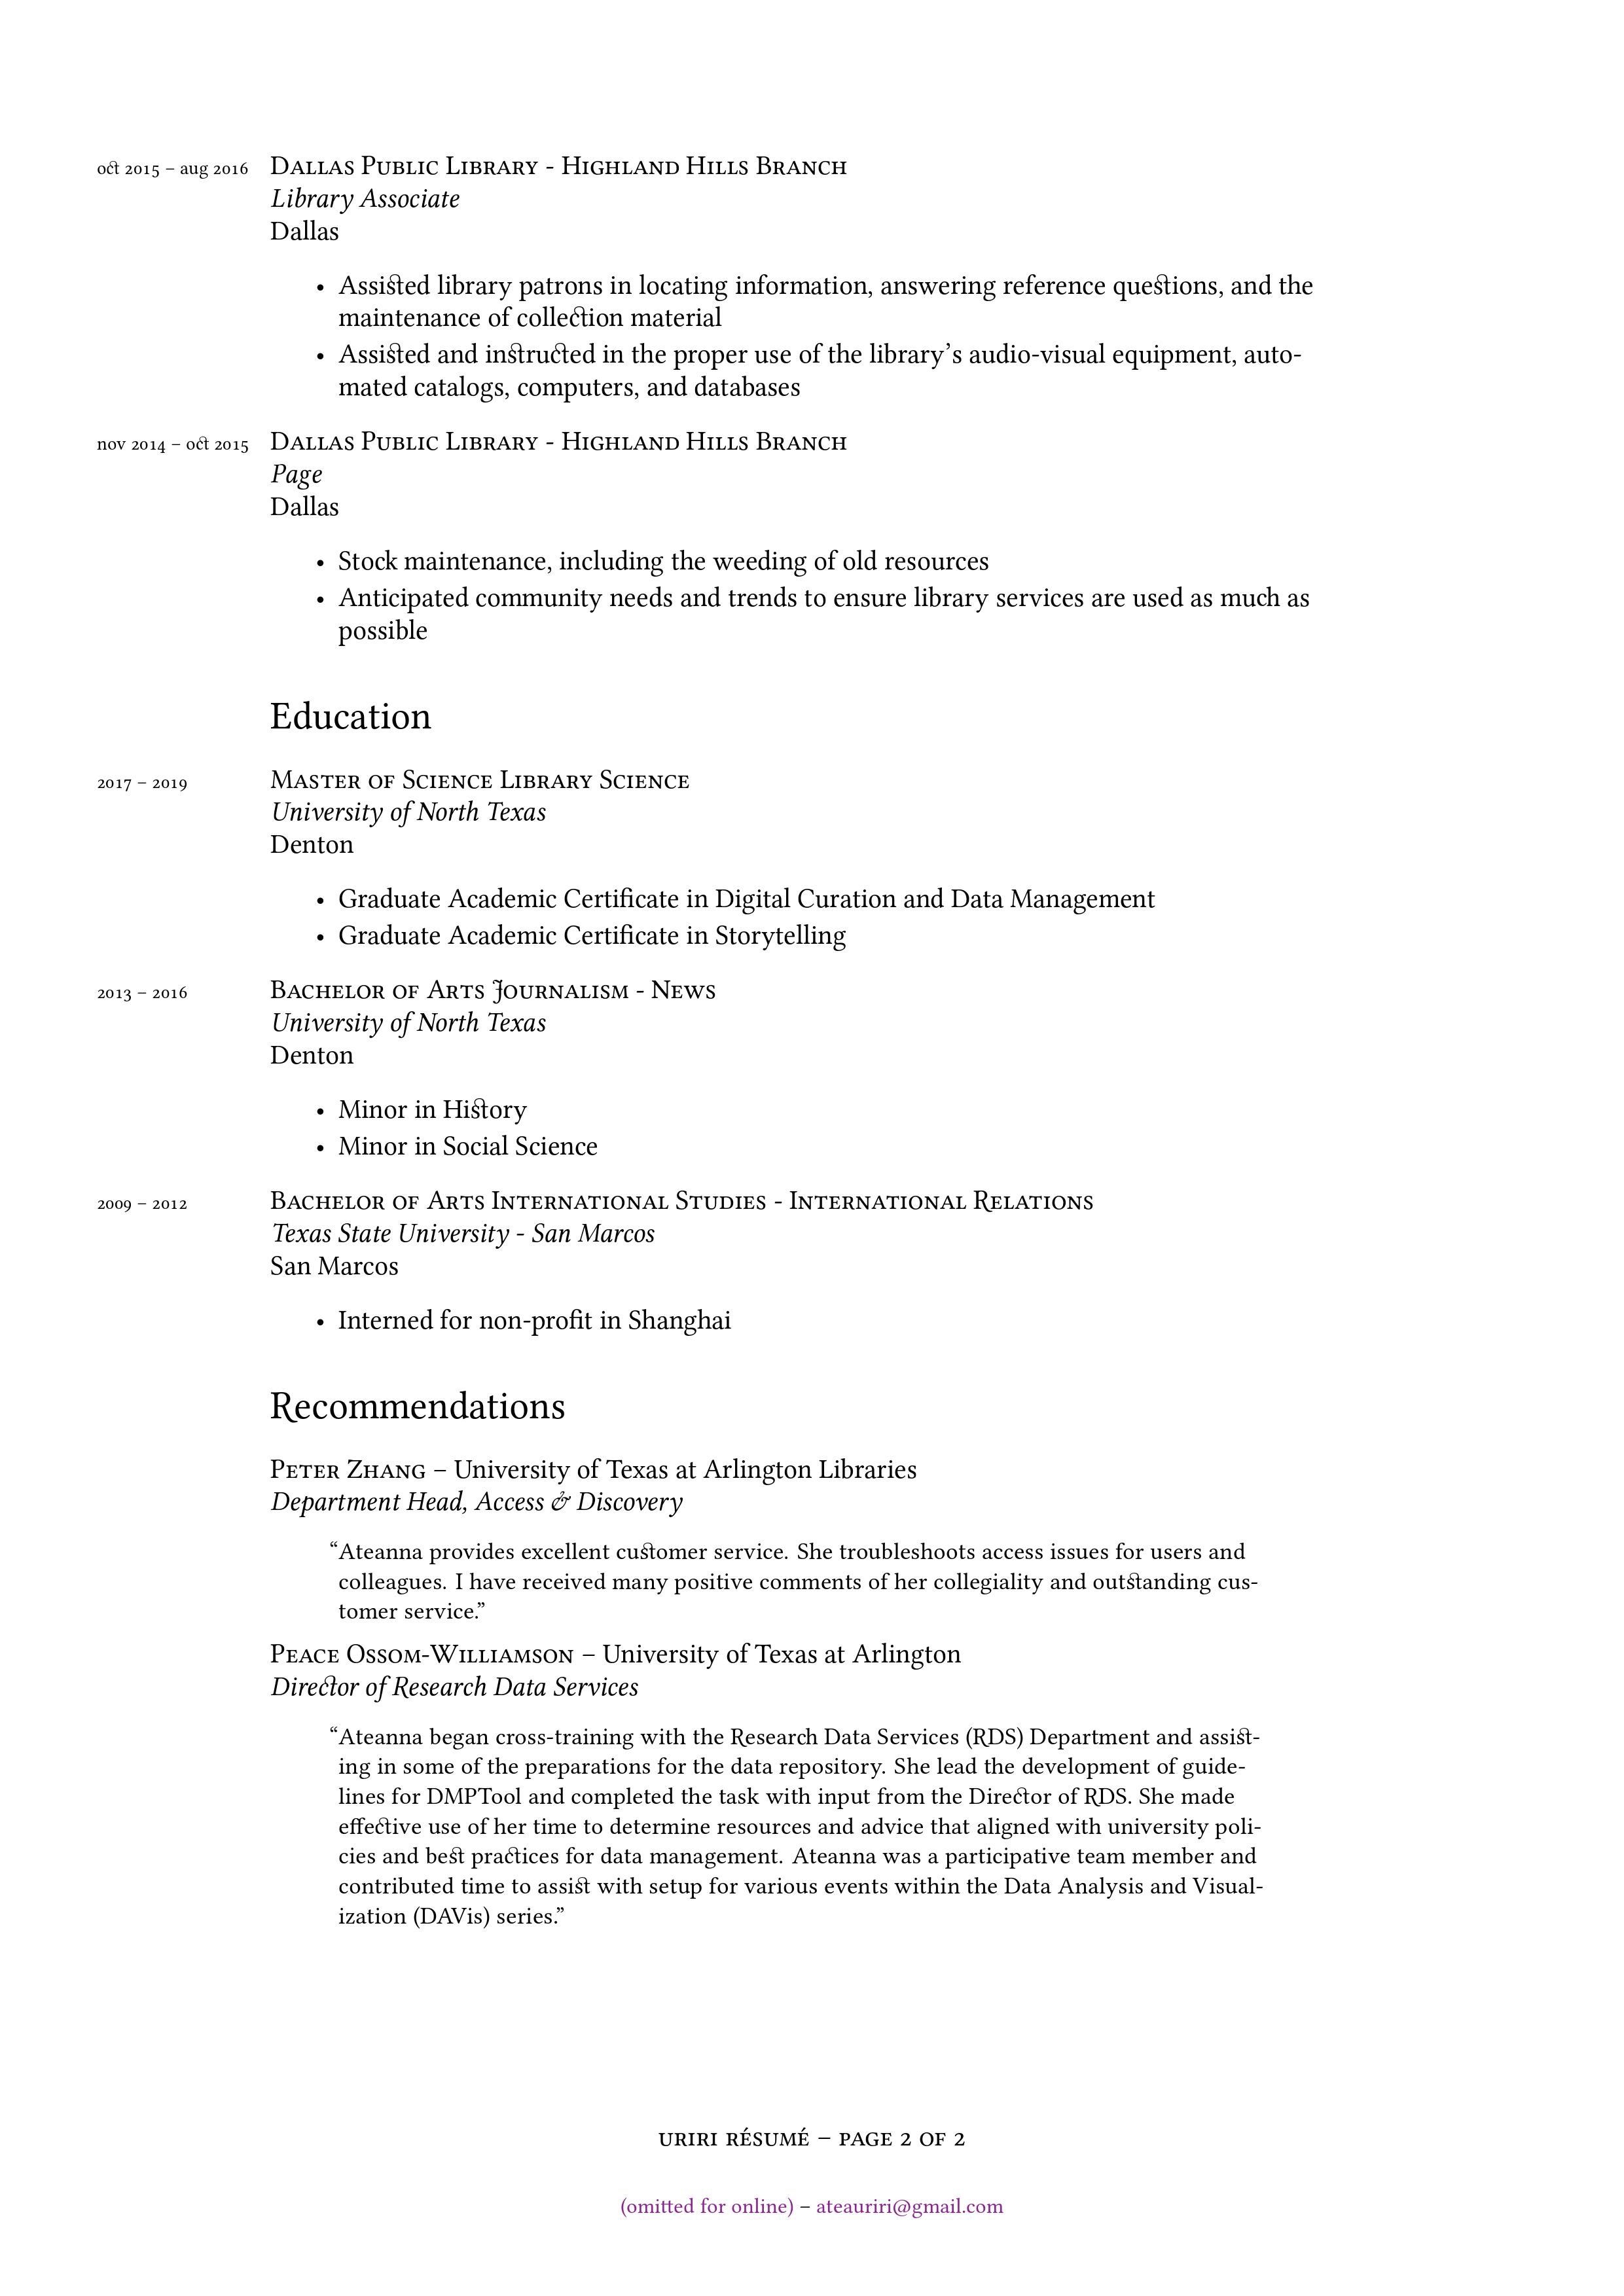 oct 2015 – aug 2016 Dallas Public Library - Highland Hills Branch
Library Associate
Dallas
• Assisted library patrons in locating information, answering reference questions, and the
maintenance of collection material
• Assisted and instructed in the proper use of the library’s audio-visual equipment, auto-
mated catalogs, computers, and databases
nov 2014 – oct 2015 Dallas Public Library - Highland Hills Branch
Page
Dallas
• Stock maintenance, including the weeding of old resources
• Anticipated community needs and trends to ensure library services are used as much as
possible
Education
2017 – 2019 Master of Science Library Science
University of North Texas
Denton
• Graduate Academic Certificate in Digital Curation and Data Management
• Graduate Academic Certificate in Storytelling
2013 – 2016 Bachelor of Arts Journalism - News
University of North Texas
Denton
• Minor in History
• Minor in Social Science
2009 – 2012 Bachelor of Arts International Studies - International Relations
Texas State University - San Marcos
San Marcos
• Interned for non-profit in Shanghai
Recommendations
Peter Zhang – University of Texas at Arlington Libraries
Department Head, Access & Discovery
“Ateanna provides excellent customer service. She troubleshoots access issues for users and
colleagues. I have received many positive comments of her collegiality and outstanding cus-
tomer service.”
Peace Ossom-Williamson – University of Texas at Arlington
Director of Research Data Services
“Ateanna began cross-training with the Research Data Services (RDS) Department and assist-
ing in some of the preparations for the data repository. She lead the development of guide-
lines for DMPTool and completed the task with input from the Director of RDS. She made
effective use of her time to determine resources and advice that aligned with university poli-
cies and best practices for data management. Ateanna was a participative team member and
contributed time to assist with setup for various events within the Data Analysis and Visual-
ization (DAVis) series.”
uriri résumé – page 2 of 2
(omitted for online) – ateauriri@gmail.com